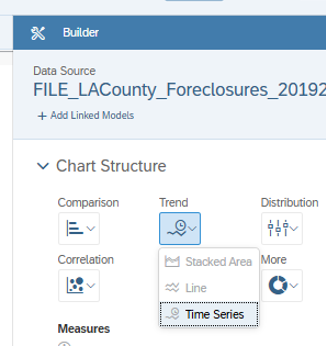 Builder
Data Source
FILE_LACounty_Foreclosures_20192
+ Add Linked Models
Chart Structure
Comparison Trend Distribution
Correlation More
Stacked Area
Line
Time Series
Measures